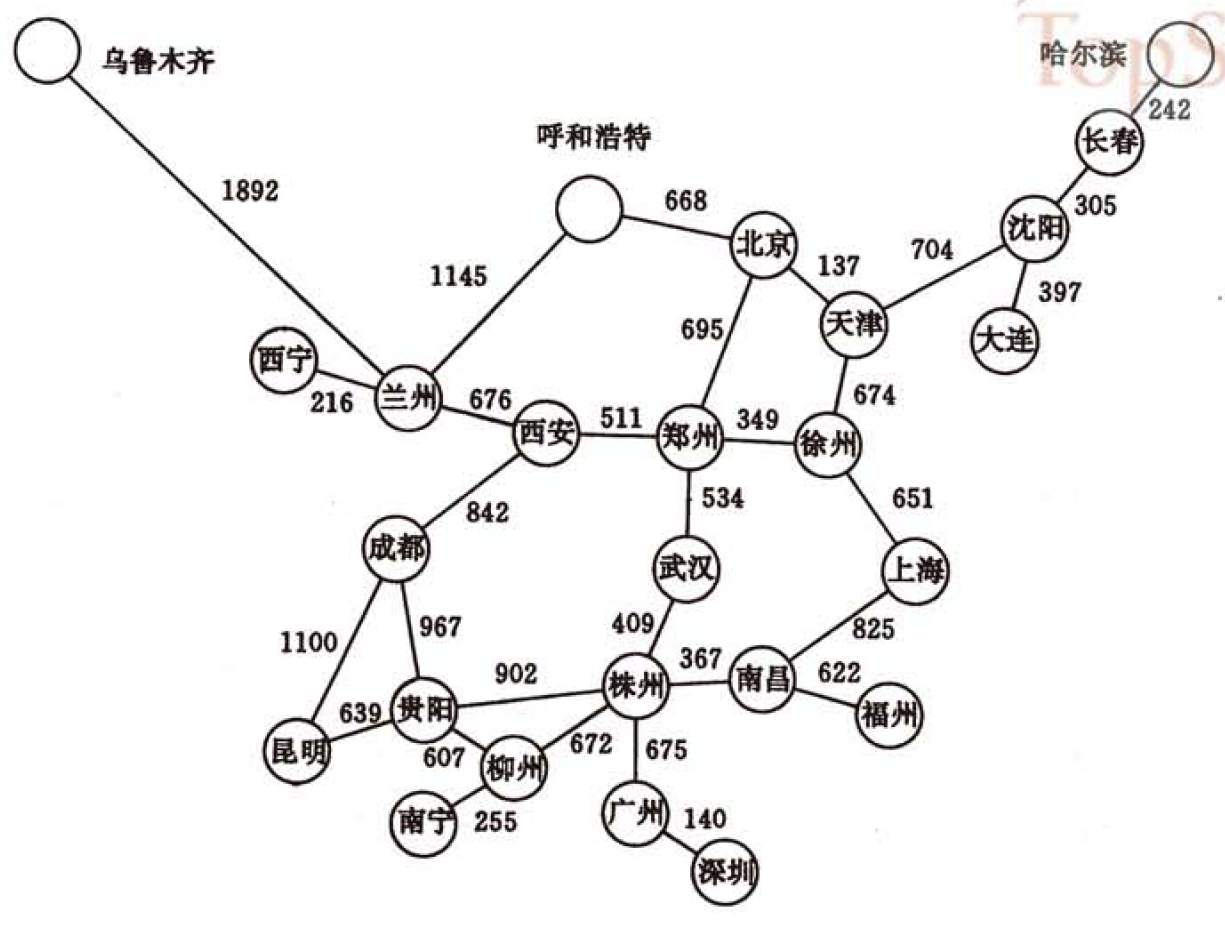 TopS
乌鲁木齐
哈尔滨
242
长春
呼和浩特
1892
668
305
沈阳
北京
704
1145
137
397
天津
695
大连
西宁
216
兰州
676
674
西安
511
郑州
349
徐州
842
534
651
成都
武汉
上海
1100
967
409
825
902
株州
367
南昌
622
639
贵阳
福州
昆明
607
672
675
柳州
南宁
255
广州
140
深圳